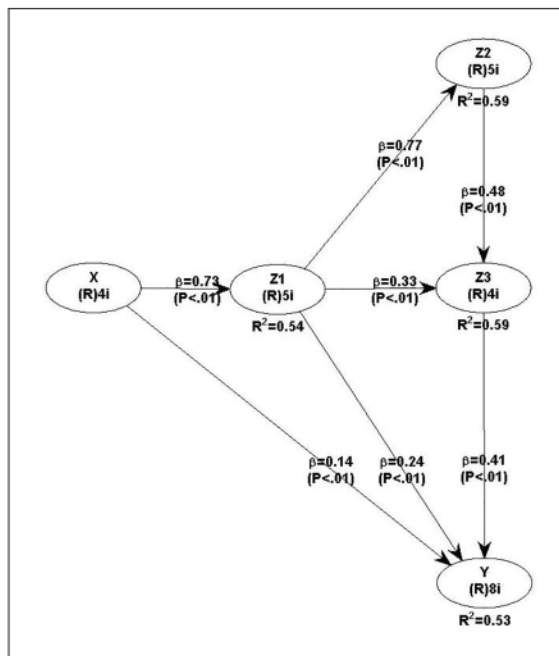 Z2
(R)5i
R²=0.59
β=0.77
(P<.01)
β=0.48
(P<.01)
X
(R)4i
β=0.73
(P<.01)
Z1
(R)5i
R²=0.54
β=0.33
(P<.01)
Z3
(R)4i
R²=0.59
β=0.14
(P<.01)
β=0.24
(P<.01)
β=0.41
(P<.01)
Y
(R)8i
R²=0.53